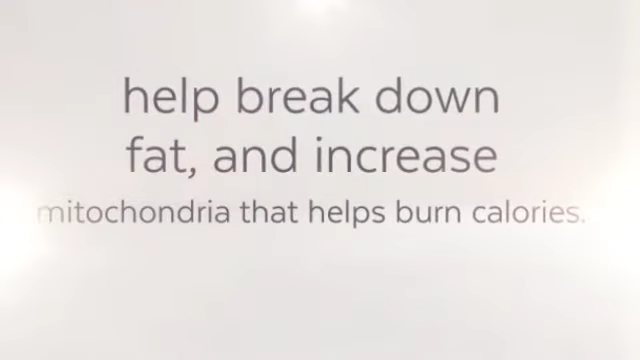 help break down
fat, and increase
mitochondria that helps burn calories.